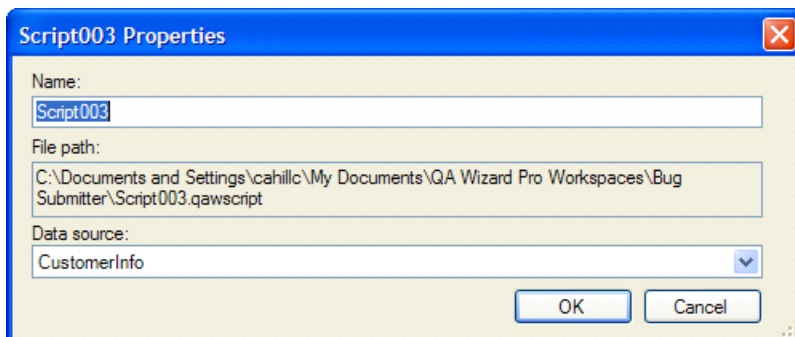 Script003 Properties
Name:
Script003
File path:
C:\Documents and Settings\cahillc\My Documents\QA Wizard Pro Workspaces\Bug
Submitter\Script003.qawscript
Data source:
CustomerInfo
OK Cancel